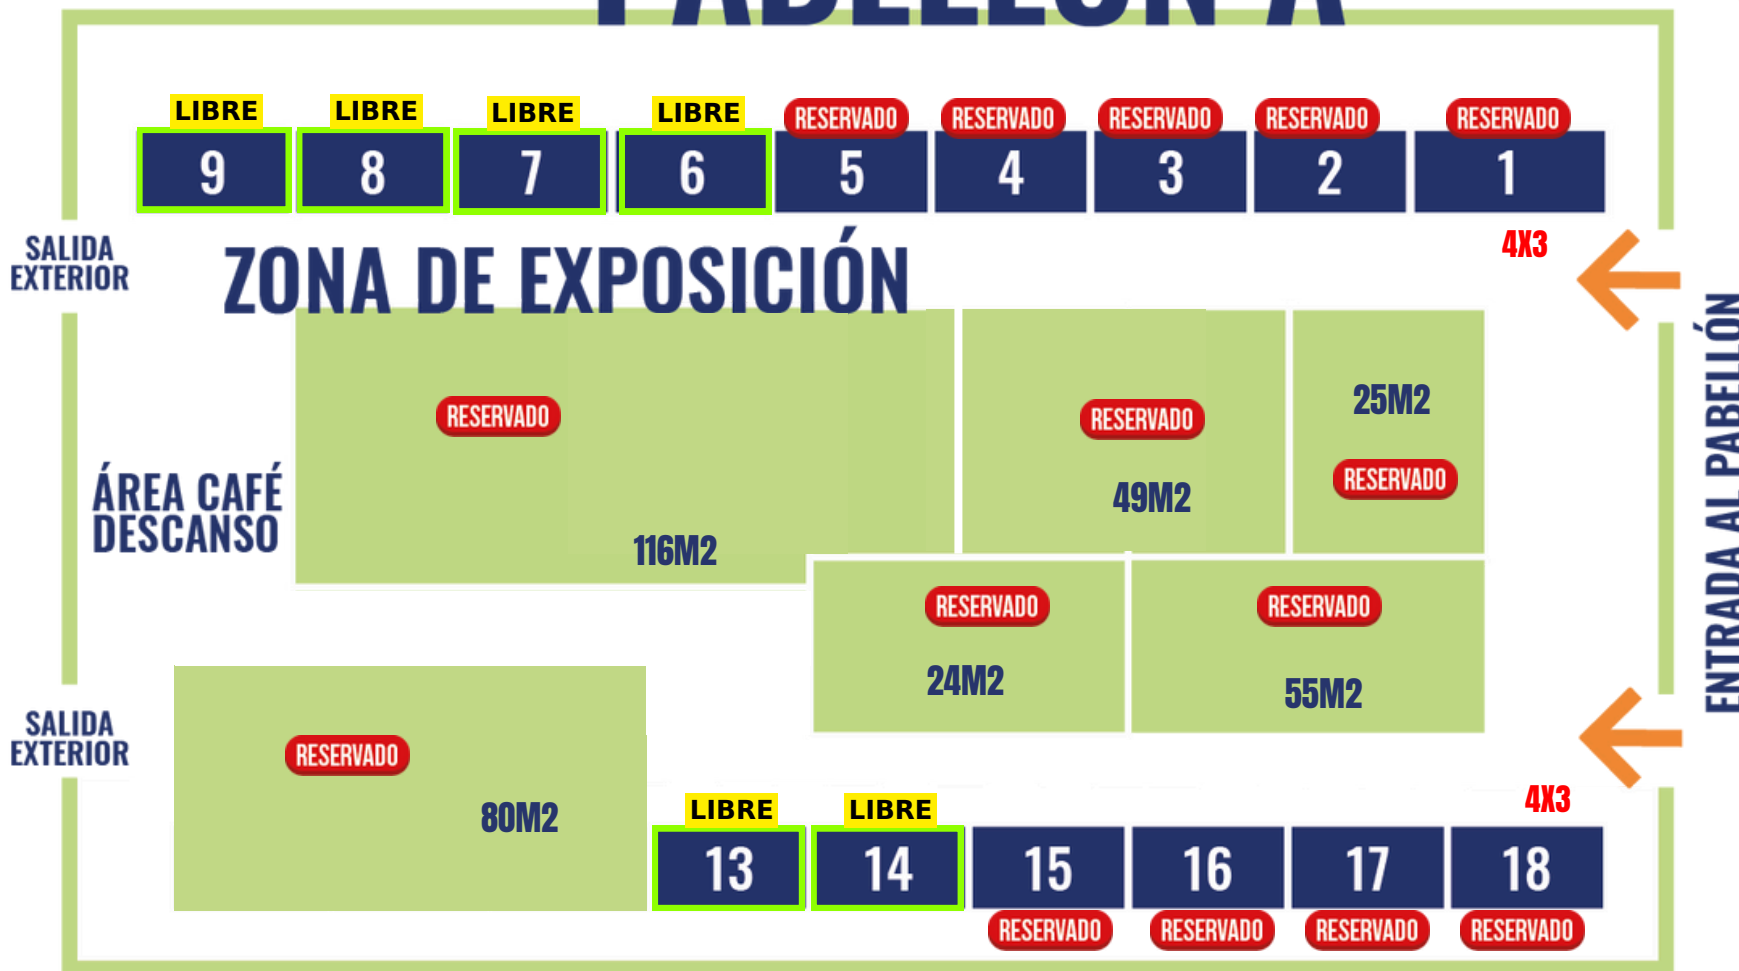 PABELLÓN A
LIBRE LIBRE LIBRE LIBRE RESERVADO RESERVADO RESERVADO RESERVADO RESERVADO
9 8 7 6 5 4 3 2 1
4X3
SALIDA
EXTERIOR
ZONA DE EXPOSICIÓN
RESERVADO
116M2
RESERVADO
49M2
25M2
RESERVADO
ENTRADA AL PABELLÓN
ÁREA CAFÉ
DESCANSO
RESERVADO
24M2
RESERVADO
55M2
SALIDA
EXTERIOR
RESERVADO
80M2
4X3
LIBRE LIBRE
13 14 15 16 17 18
RESERVADO RESERVADO RESERVADO RESERVADO